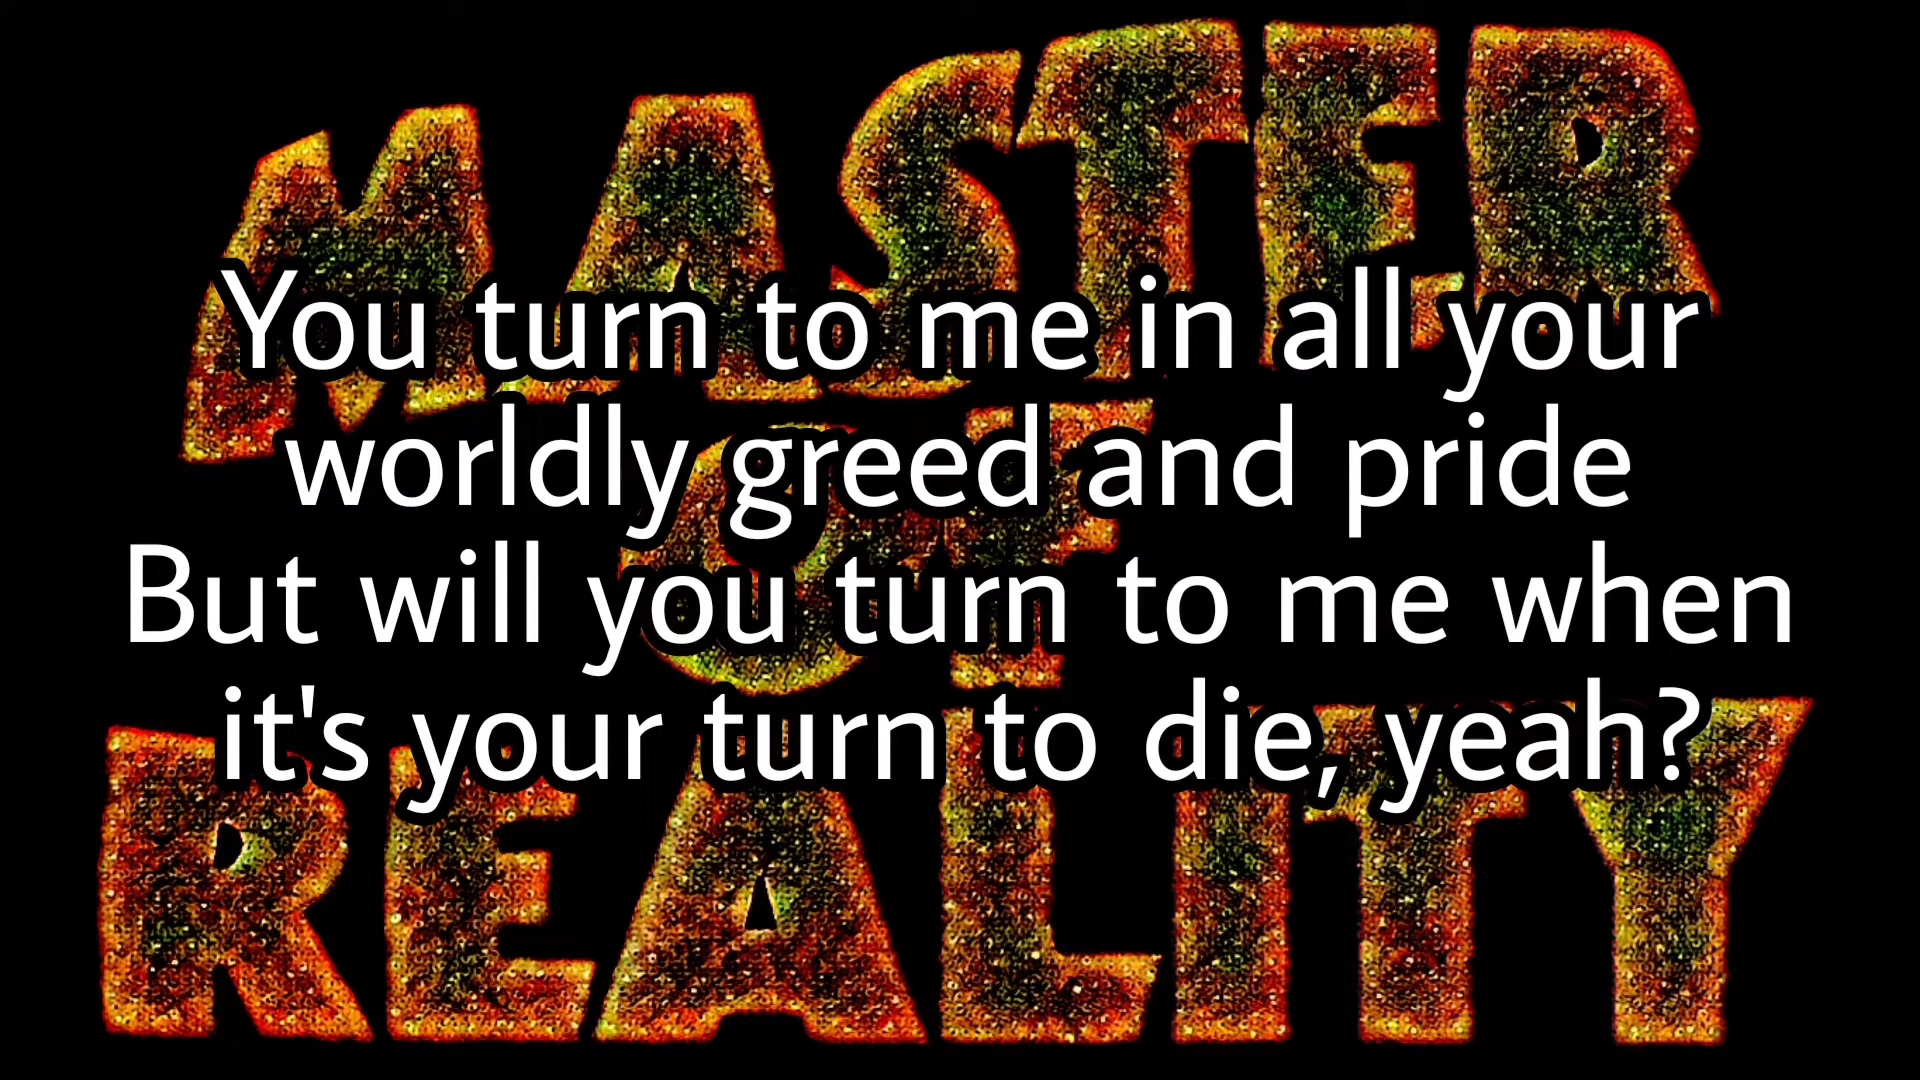 MASTER
You turn to me in all your
worldly greed and pride
OF
But will you turn to me when
it's your turn to die, yeah?
REALITY